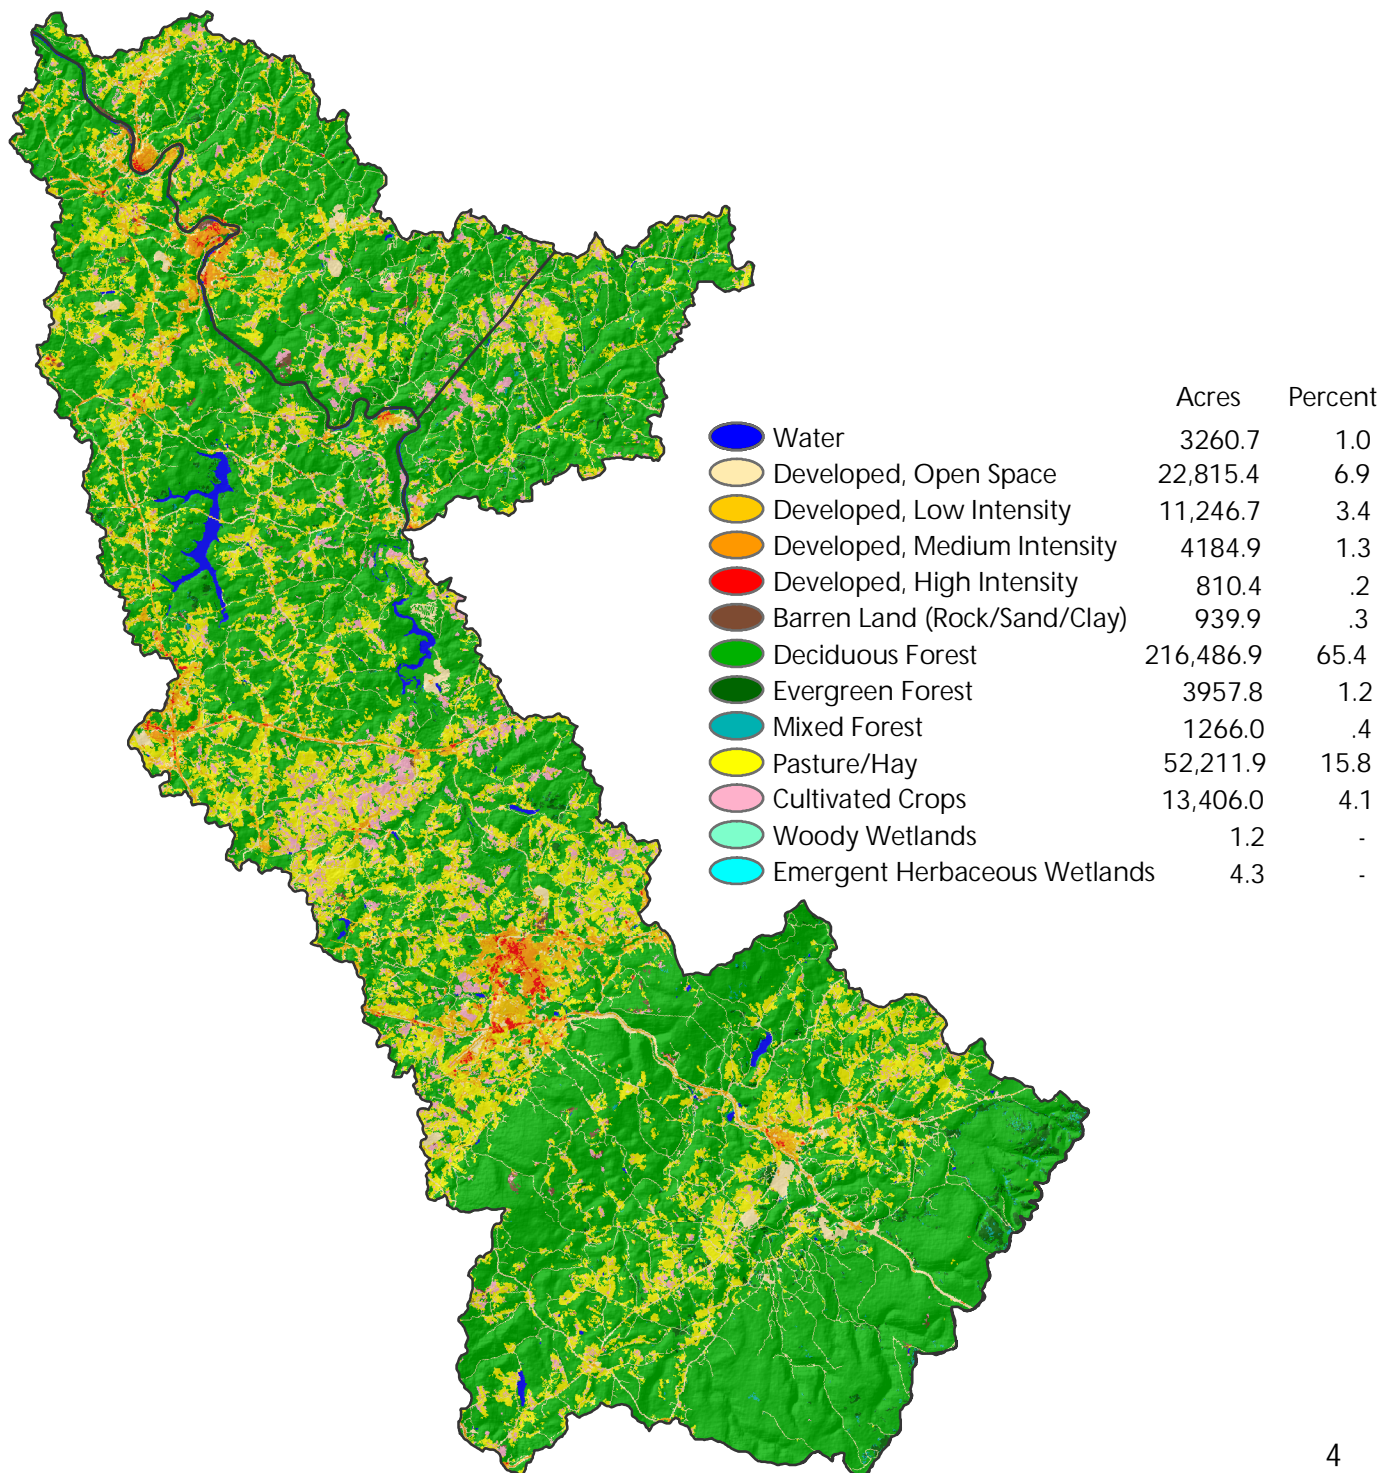 Acres Percent
Water 3260.7 1.0
Developed, Open Space 22,815.4 6.9
Developed, Low Intensity 11,246.7 3.4
Developed, Medium Intensity 4184.9 1.3
Developed, High Intensity 810.4 .2
Barren Land (Rock/Sand/Clay) 939.9 .3
Deciduous Forest 216,486.9 65.4
Evergreen Forest 3957.8 1.2
Mixed Forest 1266.0 .4
Pasture/Hay 52,211.9 15.8
Cultivated Crops 13,406.0 4.1
Woody Wetlands 1.2 -
Emergent Herbaceous Wetlands 4.3 -
4